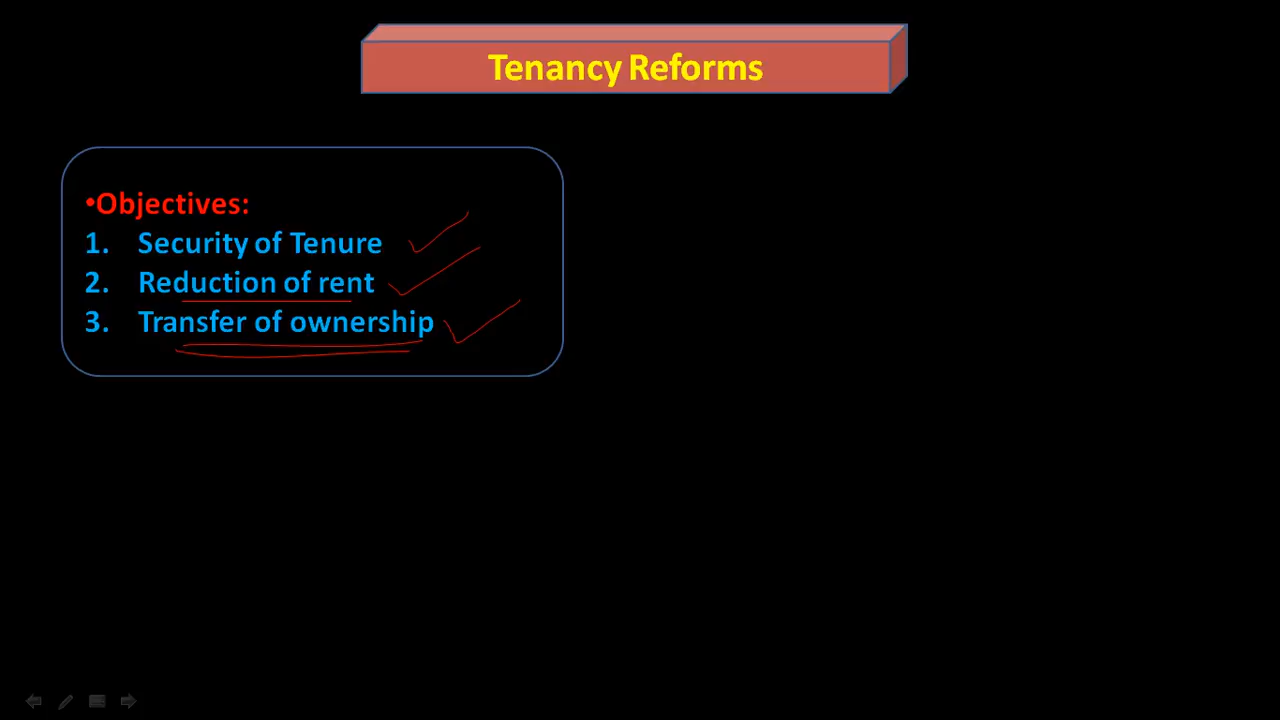 Tenancy Reforms
•Objectives:
1. Security of Tenure
2. Reduction of rent
3. Transfer of ownership